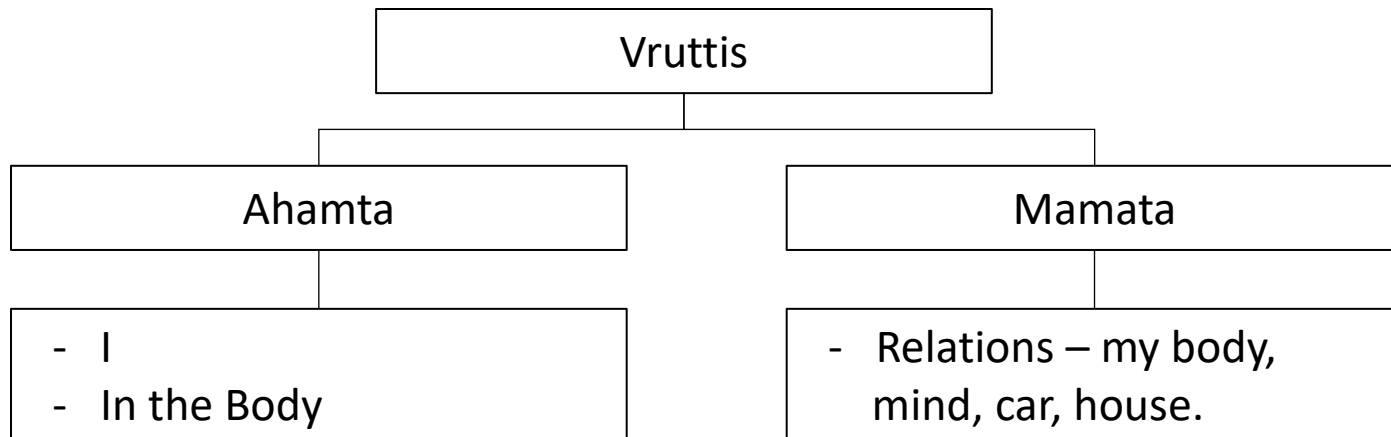 Vruttis
Ahamta
Mamata
- I
- In the Body
- Relations – my body,
mind, car, house.